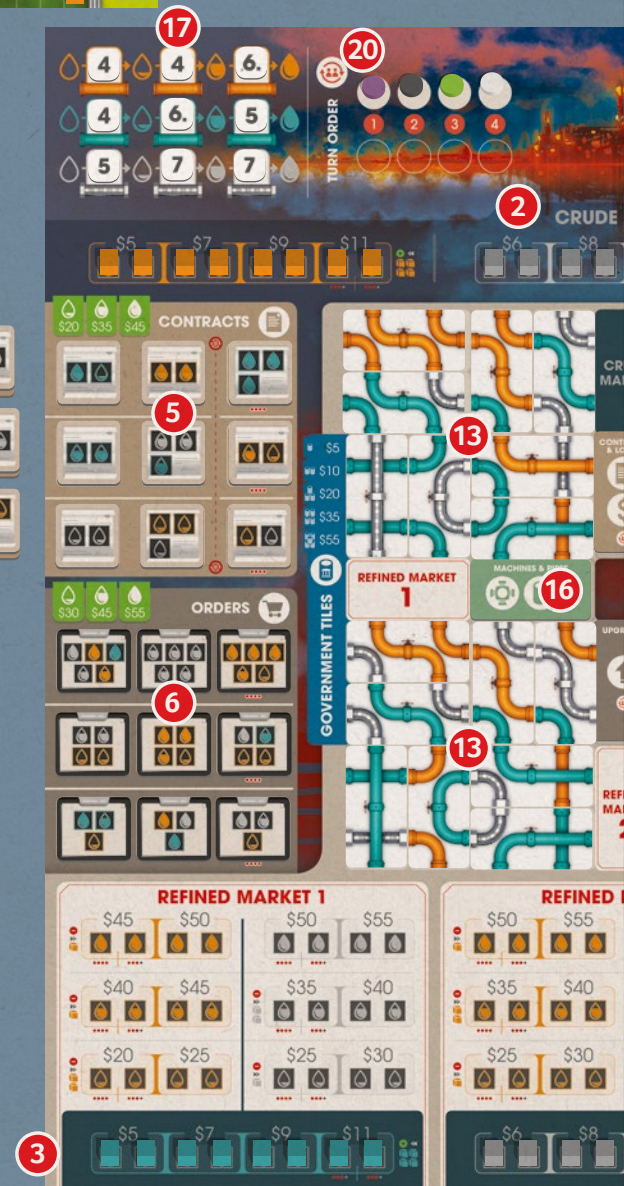 17
4 4 6.
4 6. 5
5 7 7
20
TURN ORDER
1 2 3 4
2
CRUDE
$5 $7 $9 $11
$6 $8
$20 $35 $45
CONTRACTS
5
13
$5
$10
$20
$35
$55
GOVERNMENT TILES
REFINED MARKET
1
MACHINES &
16
$30 $45 $55
ORDERS
6
13
REFINED MARKET 1
$45 $50 $50 $55
$40 $45 $35 $40
$20 $25 $25 $30
3
$5 $7 $9 $11
REFINED
$50 $55
$35 $40
$25 $30
$6 $8